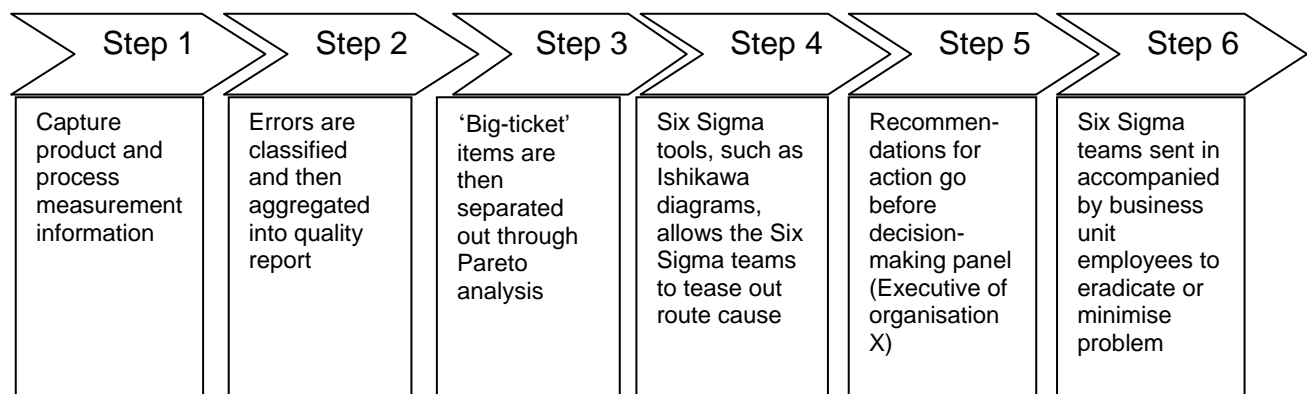 Step 1
Step 2
Step 3
Step 4
Step 5
Step 6
Capture
product and
process
measurement
information
Errors are
classified
and then
aggregated
into quality
report
‘Big-ticket’
items are
then
separated
out through
Pareto
analysis
Six Sigma
tools, such as
Ishikawa
diagrams,
allows the Six
Sigma teams
to tease out
route cause
Recommen-
dations for
action go
before
decision-
making panel
(Executive of
organisation
X)
Six Sigma
teams sent in
accompanied
by business
unit
employees to
eradicate or
minimise
problem